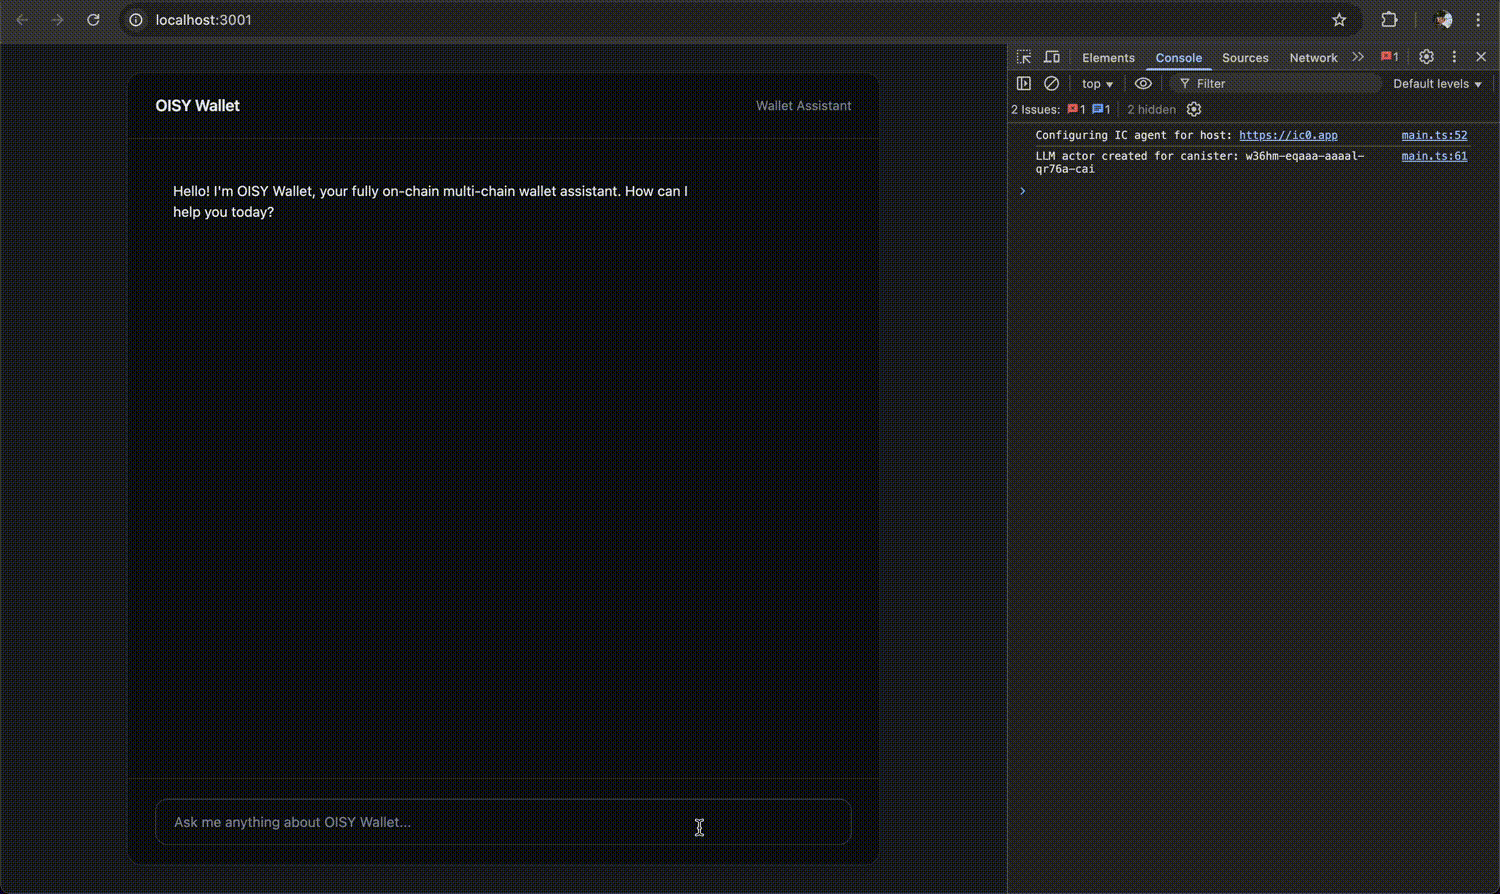 localhost:3001
OISY Wallet
Wallet Assistant
Hello! I'm OISY Wallet, your fully on-chain multi-chain wallet assistant. How can I
help you today?
Ask me anything about OISY Wallet...
Elements Console Sources Network 1
top Filter Default levels
2 Issues: 1 1 2 hidden
Configuring IC agent for host: https://ic0.app main.ts:52
LLM actor created for canister: w36hm-eqaaa-aaaal- main.ts:61
qr76a-cai